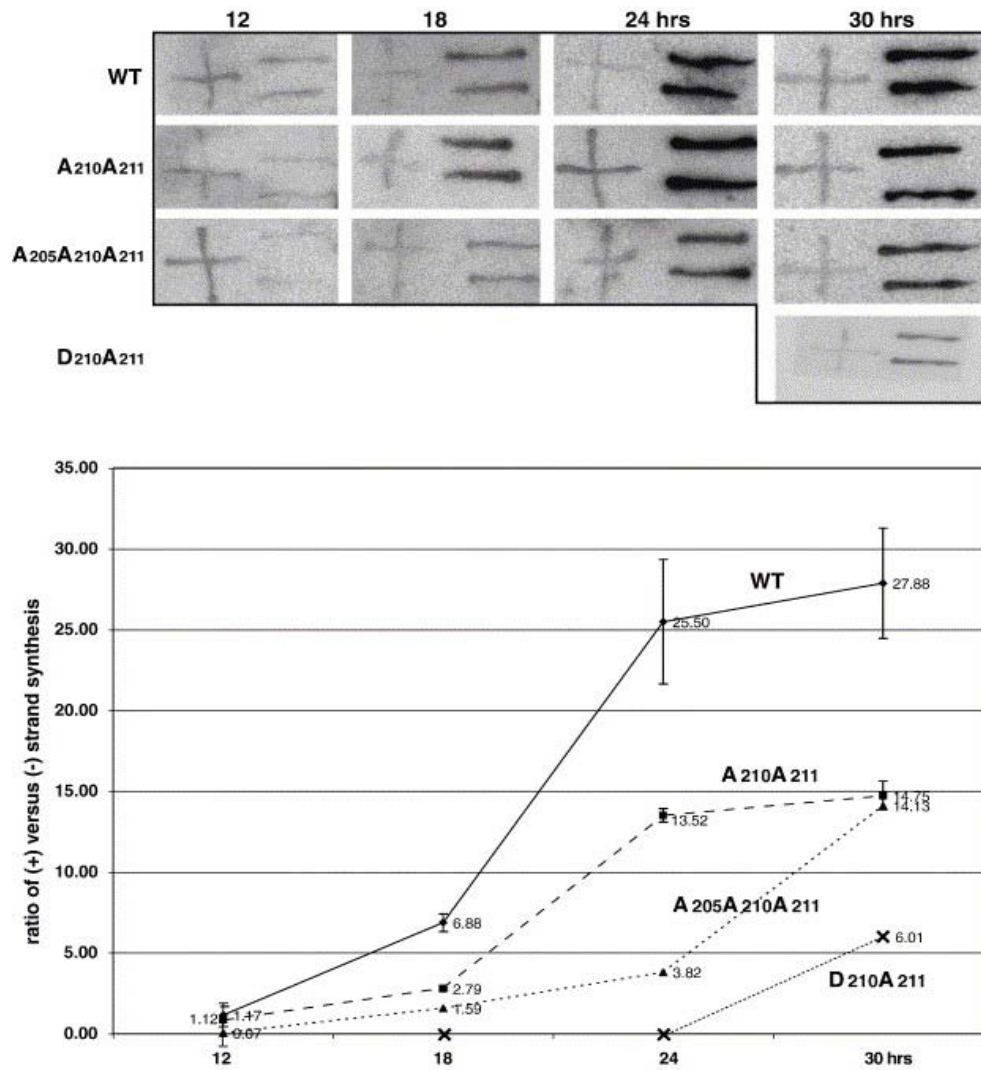 12 18 24 hrs 30 hrs
WT
A210A211
A205A210A211
D210A211
ratio of (+) versus (-) strand synthesis
35.00
30.00
25.00
20.00
15.00
10.00
5.00
0.00
WT
27.88
25.50
A210A211
14.75
14.13
13.52
A205A210A211
6.88
6.01
D210A211
3.82
2.79
1.59
1.12
1.17
0.07
12 18 24 30 hrs